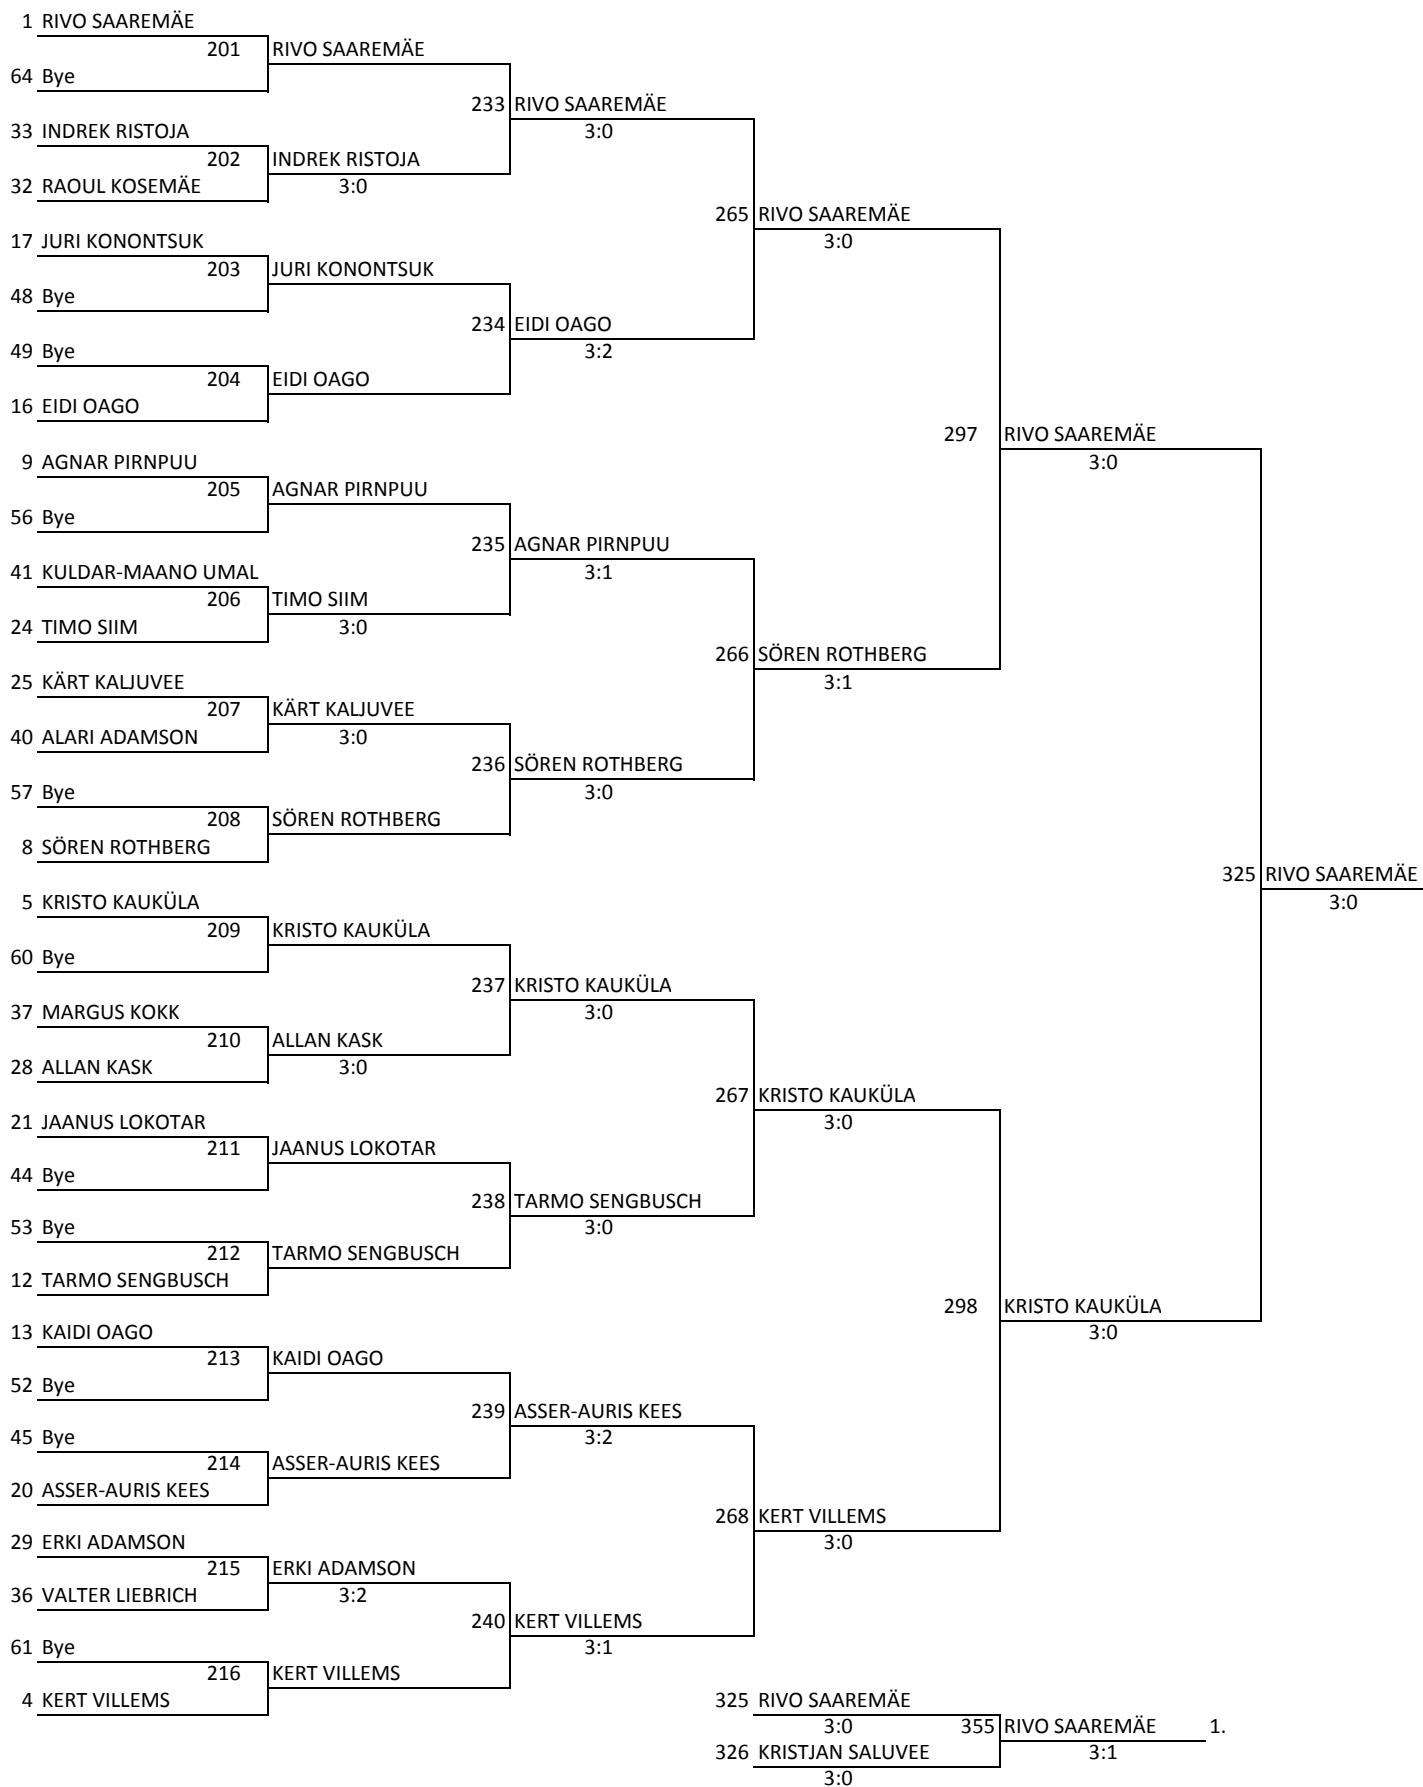 1 RIVO SAAREMÄE
201 RIVO SAAREMÄE
64 Bye
233 RIVO SAAREMÄE
33 INDREK RISTOJA 3:0
202 INDREK RISTOJA
32 RAOUL KOSEMÄE 3:0
265 RIVO SAAREMÄE
17 JURI KONONTSUK 3:0
203 JURI KONONTSUK
48 Bye
234 EIDI OAGO
49 Bye 3:2
204 EIDI OAGO
16 EIDI OAGO
297 RIVO SAAREMÄE
9 AGNAR PIRNPUU 3:0
205 AGNAR PIRNPUU
56 Bye
235 AGNAR PIRNPUU
41 KULDAR-MAANO UMAL 3:1
206 TIMO SIIM
24 TIMO SIIM 3:0
266 SÖREN ROTHBERG
25 KÄRT KALJUVEE 3:1
207 KÄRT KALJUVEE
40 ALARI ADAMSON 3:0
236 SÖREN ROTHBERG
57 Bye 3:0
208 SÖREN ROTHBERG
8 SÖREN ROTHBERG
325 RIVO SAAREMÄE
5 KRISTO KAUKÜLA 3:0
209 KRISTO KAUKÜLA
60 Bye
237 KRISTO KAUKÜLA
37 MARGUS KOKK 3:0
210 ALLAN KASK
28 ALLAN KASK 3:0
267 KRISTO KAUKÜLA
21 JAANUS LOKOTAR 3:0
211 JAANUS LOKOTAR
44 Bye
238 TARMO SENGBUSCH
53 Bye 3:0
212 TARMO SENGBUSCH
12 TARMO SENGBUSCH
298 KRISTO KAUKÜLA
13 KAIDI OAGO 3:0
213 KAIDI OAGO
52 Bye
239 ASSER-AURIS KEES
45 Bye 3:2
214 ASSER-AURIS KEES
20 ASSER-AURIS KEES
268 KERT VILLEMS
29 ERKI ADAMSON 3:0
215 ERKI ADAMSON
36 VALTER LIEBRICH 3:2
240 KERT VILLEMS
61 Bye 3:1
216 KERT VILLEMS
4 KERT VILLEMS 325 RIVO SAAREMÄE
3:0 355 RIVO SAAREMÄE 1.
326 KRISTJAN SALUVEE 3:1
3:0